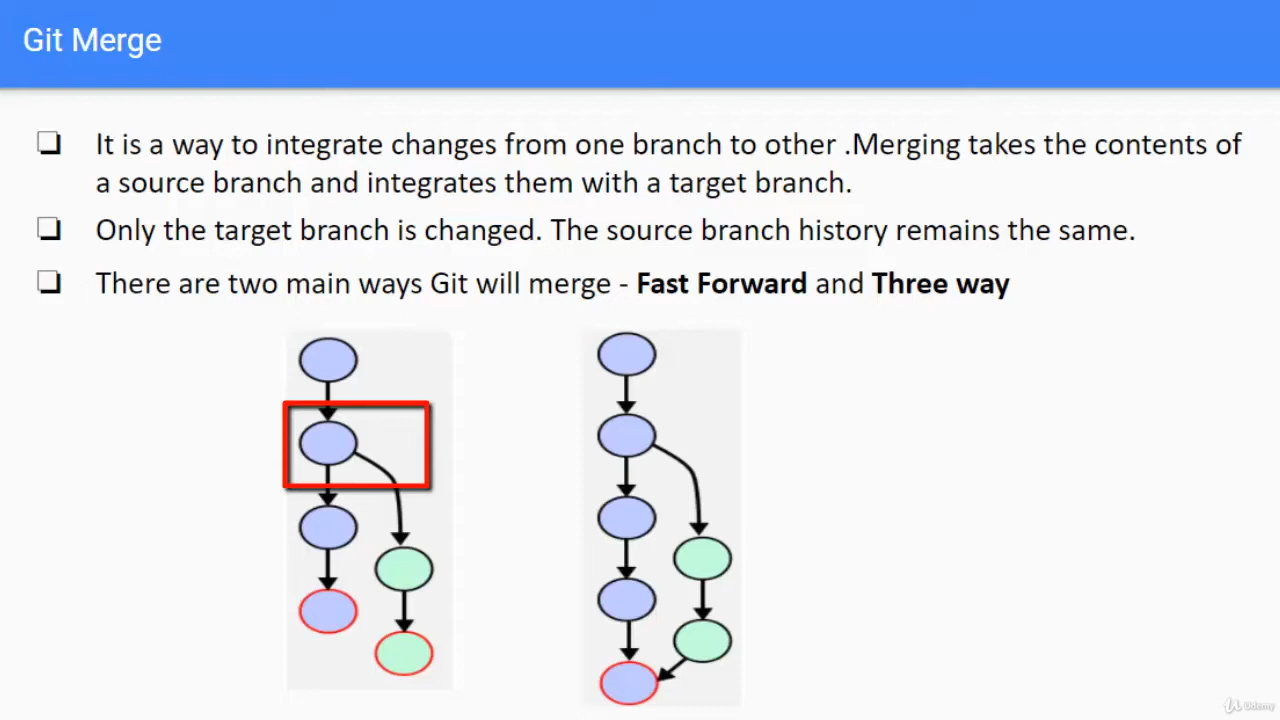 Git Merge
❏ It is a way to integrate changes from one branch to other .Merging takes the contents of
a source branch and integrates them with a target branch.
❏ Only the target branch is changed. The source branch history remains the same.
❏ There are two main ways Git will merge - Fast Forward and Three way
Udemy